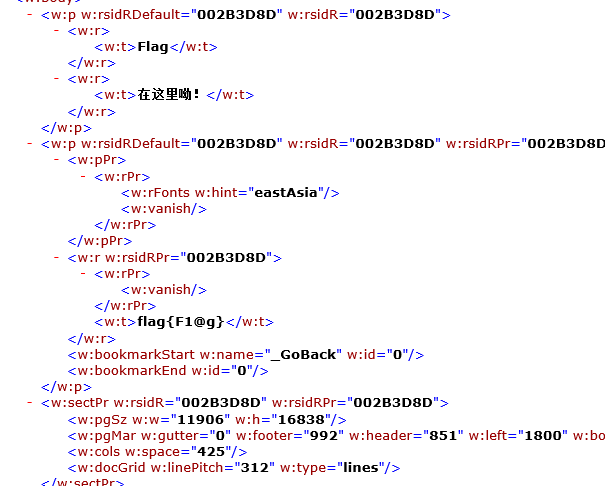 - <w:p w:rsidRDefault="002B3D8D" w:rsidR="002B3D8D">
- <w:r>
<w:t>Flag</w:t>
</w:r>
- <w:r>
<w:t>在这里呦！</w:t>
</w:r>
</w:p>
- <w:p w:rsidRDefault="002B3D8D" w:rsidR="002B3D8D" w:rsidRPr="002B3D8D
- <w:pPr>
- <w:rPr>
<w:rFonts w:hint="eastAsia"/>
<w:vanish/>
</w:rPr>
</w:pPr>
- <w:r w:rsidRPr="002B3D8D">
- <w:rPr>
<w:vanish/>
</w:rPr>
<w:t>flag{F1@g}</w:t>
</w:r>
<w:bookmarkStart w:name="_GoBack" w:id="0"/>
<w:bookmarkEnd w:id="0"/>
</w:p>
- <w:sectPr w:rsidR="002B3D8D" w:rsidRPr="002B3D8D">
<w:pgSz w:w="11906" w:h="16838"/>
<w:pgMar w:gutter="0" w:footer="992" w:header="851" w:left="1800" w:bo
<w:cols w:space="425"/>
<w:docGrid w:linePitch="312" w:type="lines"/>
</w:sectPr>